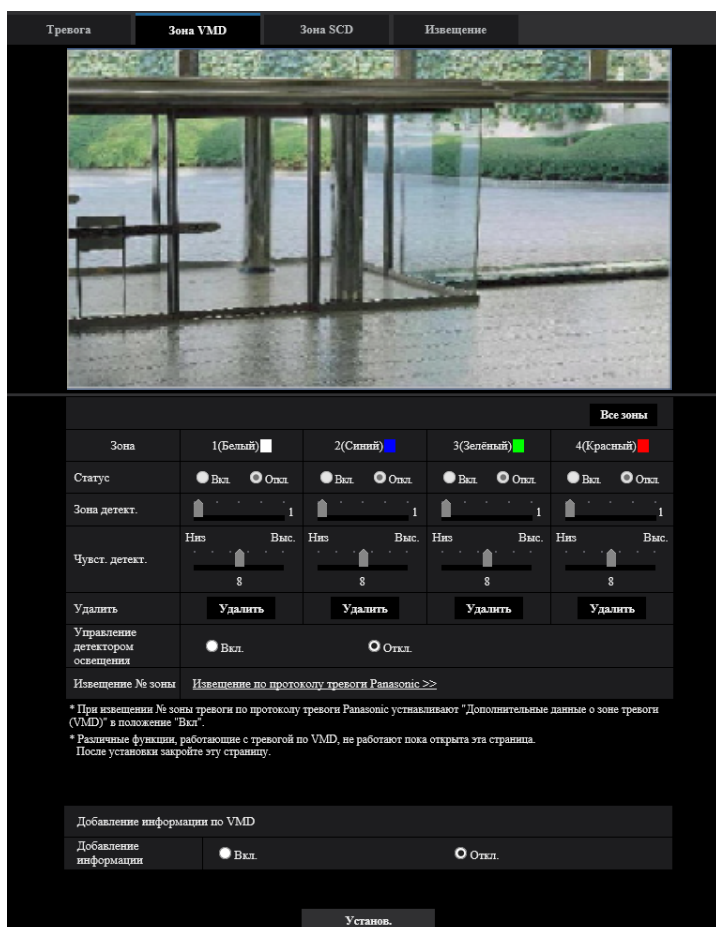 Тревога Зона VMD Зона SCD Извещение
Все зоны
Зона 1(Белый) 2(Синий) 3(Зелёный) 4(Красный)
Статус Вкл. Откл. Вкл. Откл. Вкл. Откл. Вкл. Откл.
Зона детект. 1 1 1 1
Чувст. детект. Низ Выс. Низ Выс. Низ Выс. Низ Выс.
8 8 8 8
Удалить Удалить Удалить Удалить Удалить
Управление
детектором
освещения Вкл. Откл.
Извещение № зоны Извещение по протоколу тревоги Panasonic >>
* При извещении № зоны тревоги по протоколу тревоги Panasonic устнавливают "Дополнительные данные о зоне тревоги
(VMD)" в положение "Вкл".
* Различные функции, работающие с тревогой по VMD, не работают пока открыта эта страница.
После установки закройте эту страницу.
Добавление информации по VMD
Добавление
информации Вкл. Откл.
Установ.